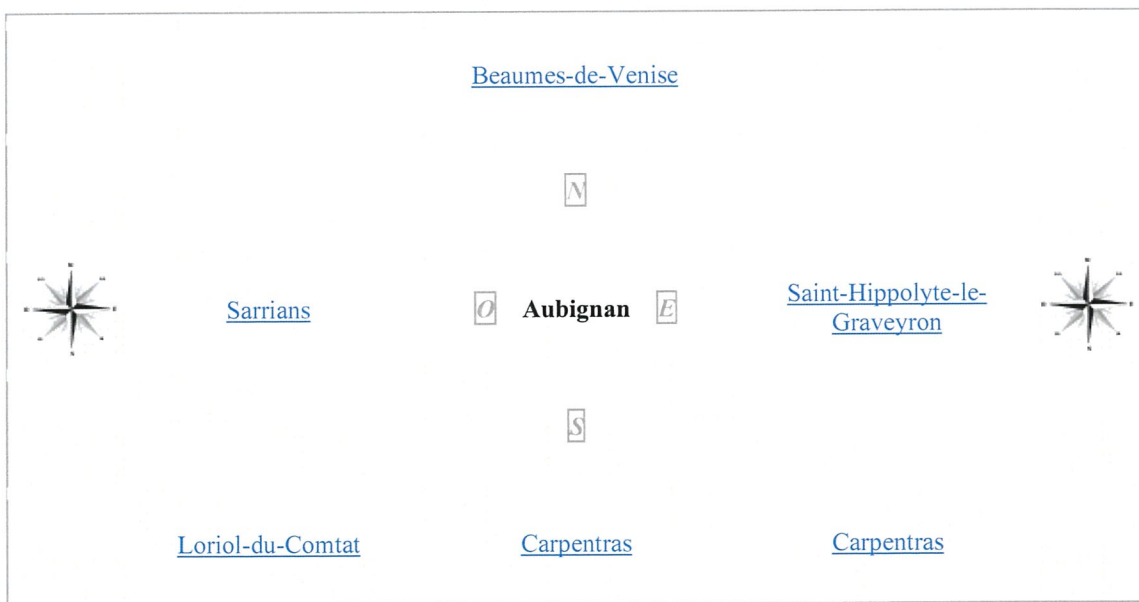 Beaumes-de-Venise
N
Sarrians O Aubignan E Saint-Hippolyte-le-
Graveyron
S
Loriol-du-Comtat Carpentras Carpentras